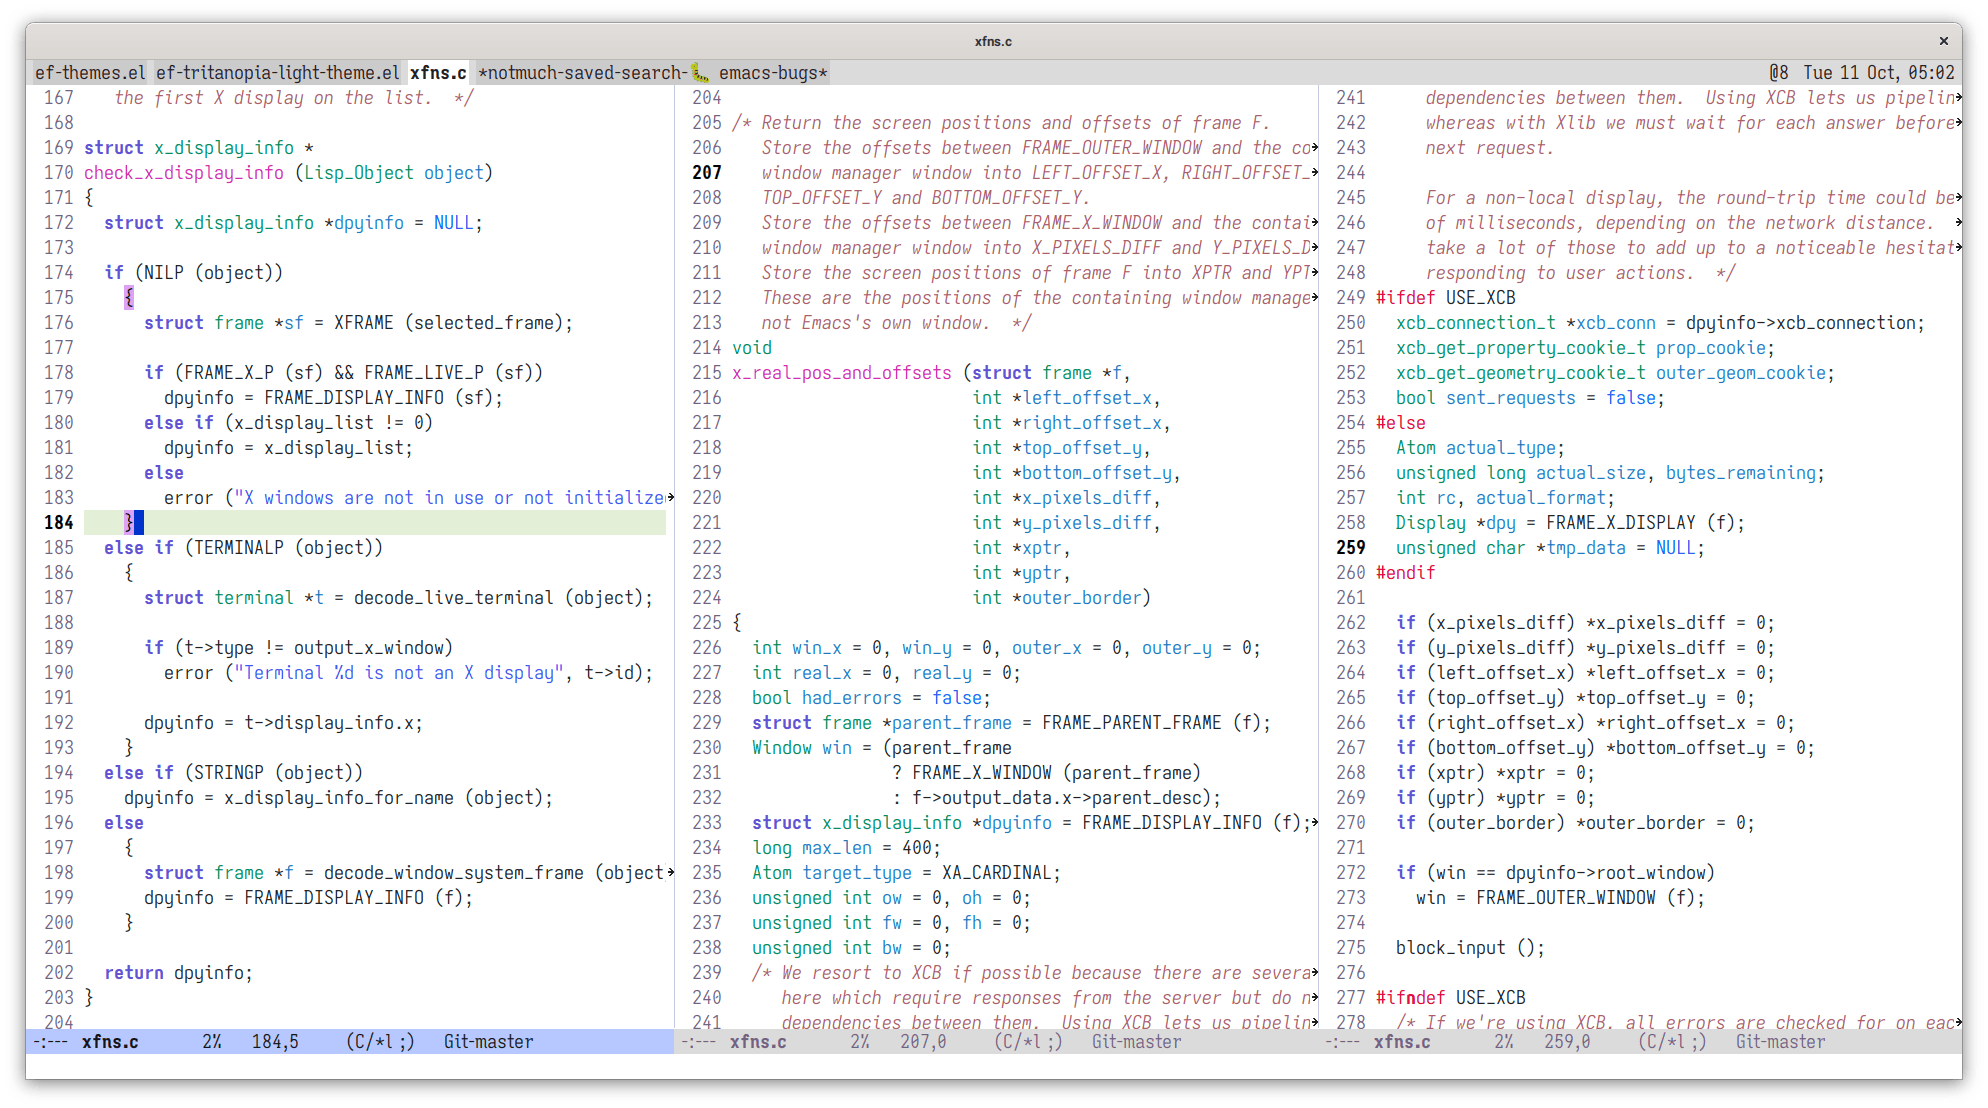 xfns.c ×
ef-themes.el ef-tritanopia-light-theme.el xfns.c *notmuch-saved-search-🐛 emacs-bugs* @8 Tue 11 Oct, 05:02
167    the first X display on the list.  */
168
169 struct x_display_info *
170 check_x_display_info (Lisp_Object object)
171 {
172   struct x_display_info *dpyinfo = NULL;
173
174   if (NILP (object))
175     {
176       struct frame *sf = XFRAME (selected_frame);
177
178       if (FRAME_X_P (sf) && FRAME_LIVE_P (sf))
179         dpyinfo = FRAME_DISPLAY_INFO (sf);
180       else if (x_display_list != 0)
181         dpyinfo = x_display_list;
182       else
183         error ("X windows are not in use or not initialize
184     }
185   else if (TERMINALP (object))
186     {
187       struct terminal *t = decode_live_terminal (object);
188
189       if (t->type != output_x_window)
190         error ("Terminal %d is not an X display", t->id);
191
192       dpyinfo = t->display_info.x;
193     }
194   else if (STRINGP (object))
195     dpyinfo = x_display_info_for_name (object);
196   else
197     {
198       struct frame *f = decode_window_system_frame (object
199       dpyinfo = FRAME_DISPLAY_INFO (f);
200     }
201
202   return dpyinfo;
203 }
204
-:--- xfns.c 2% 184,5 (C/*l ;) Git-master
204
205 /* Return the screen positions and offsets of frame F.
206    Store the offsets between FRAME_OUTER_WINDOW and the co
207    window manager window into LEFT_OFFSET_X, RIGHT_OFFSET_
208    TOP_OFFSET_Y and BOTTOM_OFFSET_Y.
209    Store the offsets between FRAME_X_WINDOW and the contai
210    window manager window into X_PIXELS_DIFF and Y_PIXELS_D
211    Store the screen positions of frame F into XPTR and YPT
212    These are the positions of the containing window manage
213    not Emacs's own window.  */
214 void
215 x_real_pos_and_offsets (struct frame *f,
216                         int *left_offset_x,
217                         int *right_offset_x,
218                         int *top_offset_y,
219                         int *bottom_offset_y,
220                         int *x_pixels_diff,
221                         int *y_pixels_diff,
222                         int *xptr,
223                         int *yptr,
224                         int *outer_border)
225 {
226   int win_x = 0, win_y = 0, outer_x = 0, outer_y = 0;
227   int real_x = 0, real_y = 0;
228   bool had_errors = false;
229   struct frame *parent_frame = FRAME_PARENT_FRAME (f);
230   Window win = (parent_frame
231                 ? FRAME_X_WINDOW (parent_frame)
232                 : f->output_data.x->parent_desc);
233   struct x_display_info *dpyinfo = FRAME_DISPLAY_INFO (f);
234   long max_len = 400;
235   Atom target_type = XA_CARDINAL;
236   unsigned int ow = 0, oh = 0;
237   unsigned int fw = 0, fh = 0;
238   unsigned int bw = 0;
239   /* We resort to XCB if possible because there are severa
240      here which require responses from the server but do n
241      dependencies between them.  Using XCB lets us pipelin
-:--- xfns.c 2% 207,0 (C/*l ;) Git-master
241      dependencies between them.  Using XCB lets us pipelin
242      whereas with Xlib we must wait for each answer before
243      next request.
244
245      For a non-local display, the round-trip time could be
246      of milliseconds, depending on the network distance.
247      take a lot of those to add up to a noticeable hesitat
248      responding to user actions.  */
249 #ifdef USE_XCB
250   xcb_connection_t *xcb_conn = dpyinfo->xcb_connection;
251   xcb_get_property_cookie_t prop_cookie;
252   xcb_get_geometry_cookie_t outer_geom_cookie;
253   bool sent_requests = false;
254 #else
255   Atom actual_type;
256   unsigned long actual_size, bytes_remaining;
257   int rc, actual_format;
258   Display *dpy = FRAME_X_DISPLAY (f);
259   unsigned char *tmp_data = NULL;
260 #endif
261
262   if (x_pixels_diff) *x_pixels_diff = 0;
263   if (y_pixels_diff) *y_pixels_diff = 0;
264   if (left_offset_x) *left_offset_x = 0;
265   if (top_offset_y) *top_offset_y = 0;
266   if (right_offset_x) *right_offset_x = 0;
267   if (bottom_offset_y) *bottom_offset_y = 0;
268   if (xptr) *xptr = 0;
269   if (yptr) *yptr = 0;
270   if (outer_border) *outer_border = 0;
271
272   if (win == dpyinfo->root_window)
273     win = FRAME_OUTER_WINDOW (f);
274
275   block_input ();
276
277 #ifndef USE_XCB
278   /* If we're using XCB, all errors are checked for on eac
-:--- xfns.c 2% 259,0 (C/*l ;) Git-master